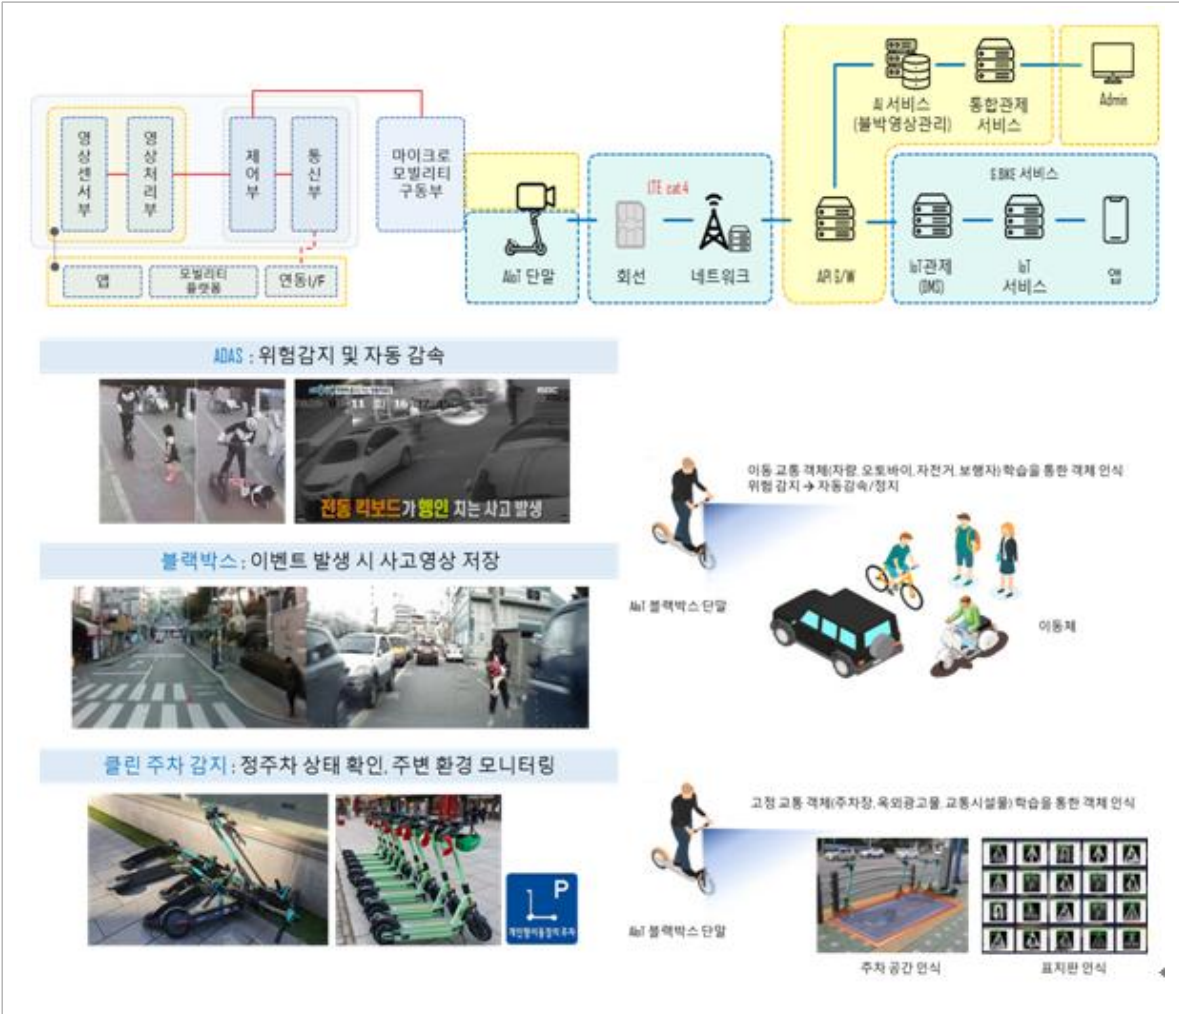 영상센서부
영상처리부
제어부
통신부
마이크로
모빌리티
구동부
앱
모빌리티
플랫폼
연동I/F
AIoT 단말
LTE cat.4
회선
네트워크
API G/W
AI 서비스
(블박영상관리)
통합관제
서비스
Admin
G BIKE 서비스
IoT관제
(DMS)
IoT
서비스
앱
ADAS : 위험감지 및 자동 감속
전동 킥보드가 행인 치는 사고 발생
이동 교통 객체(차량, 오토바이, 자전거, 보행자) 학습을 통한 객체 인식
위험 감지 → 자동감속/정지
AIoT 블랙박스 단말
이동체
블랙박스 : 이벤트 발생 시 사고영상 저장
클린 주차 감지 : 정주차 상태 확인, 주변 환경 모니터링
P
개인형이동장치 주차
고정 교통 객체(주차장, 옥외광고물, 교통시설물) 학습을 통한 객체 인식
AIoT 블랙박스 단말
주차 공간 인식
표지판 인식